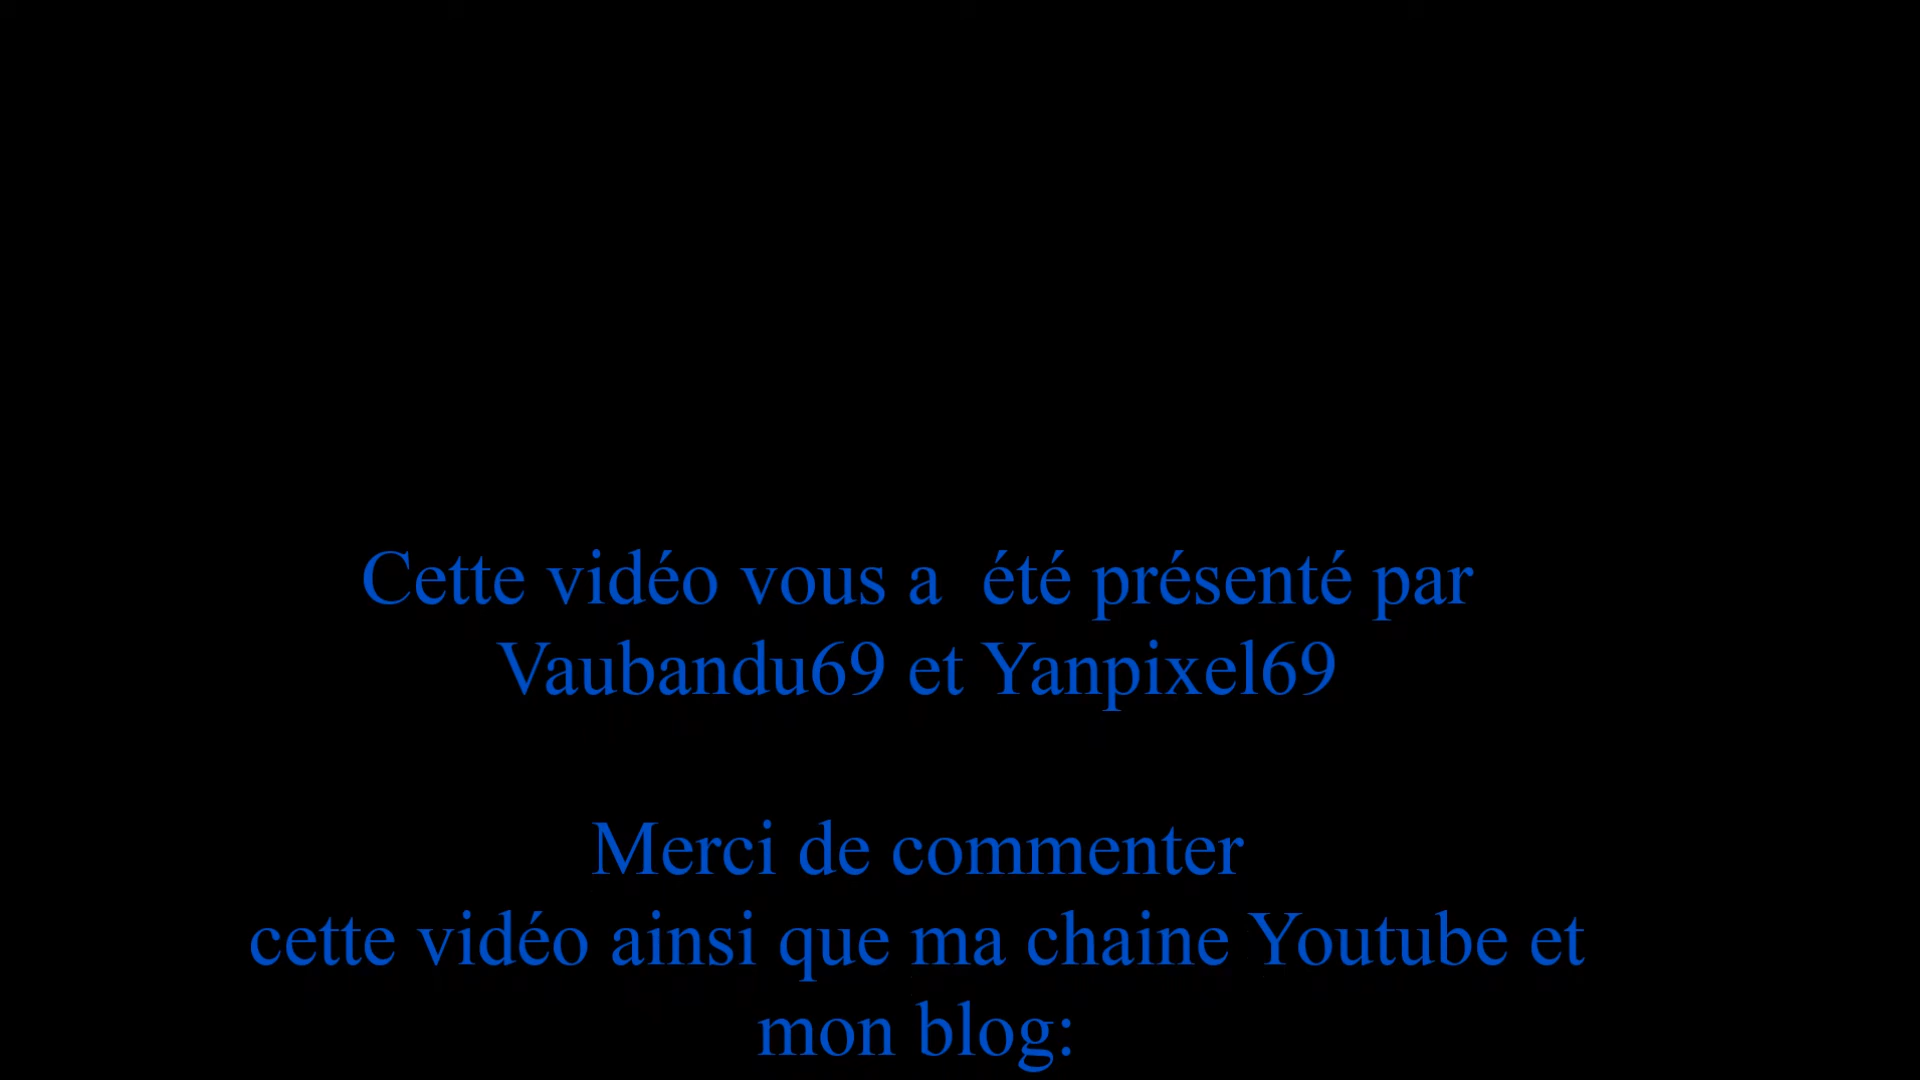 Cette vidéo vous a  été présenté par
Vaubandu69 et Yanpixel69
Merci de commenter
cette vidéo ainsi que ma chaine Youtube et
mon blog: